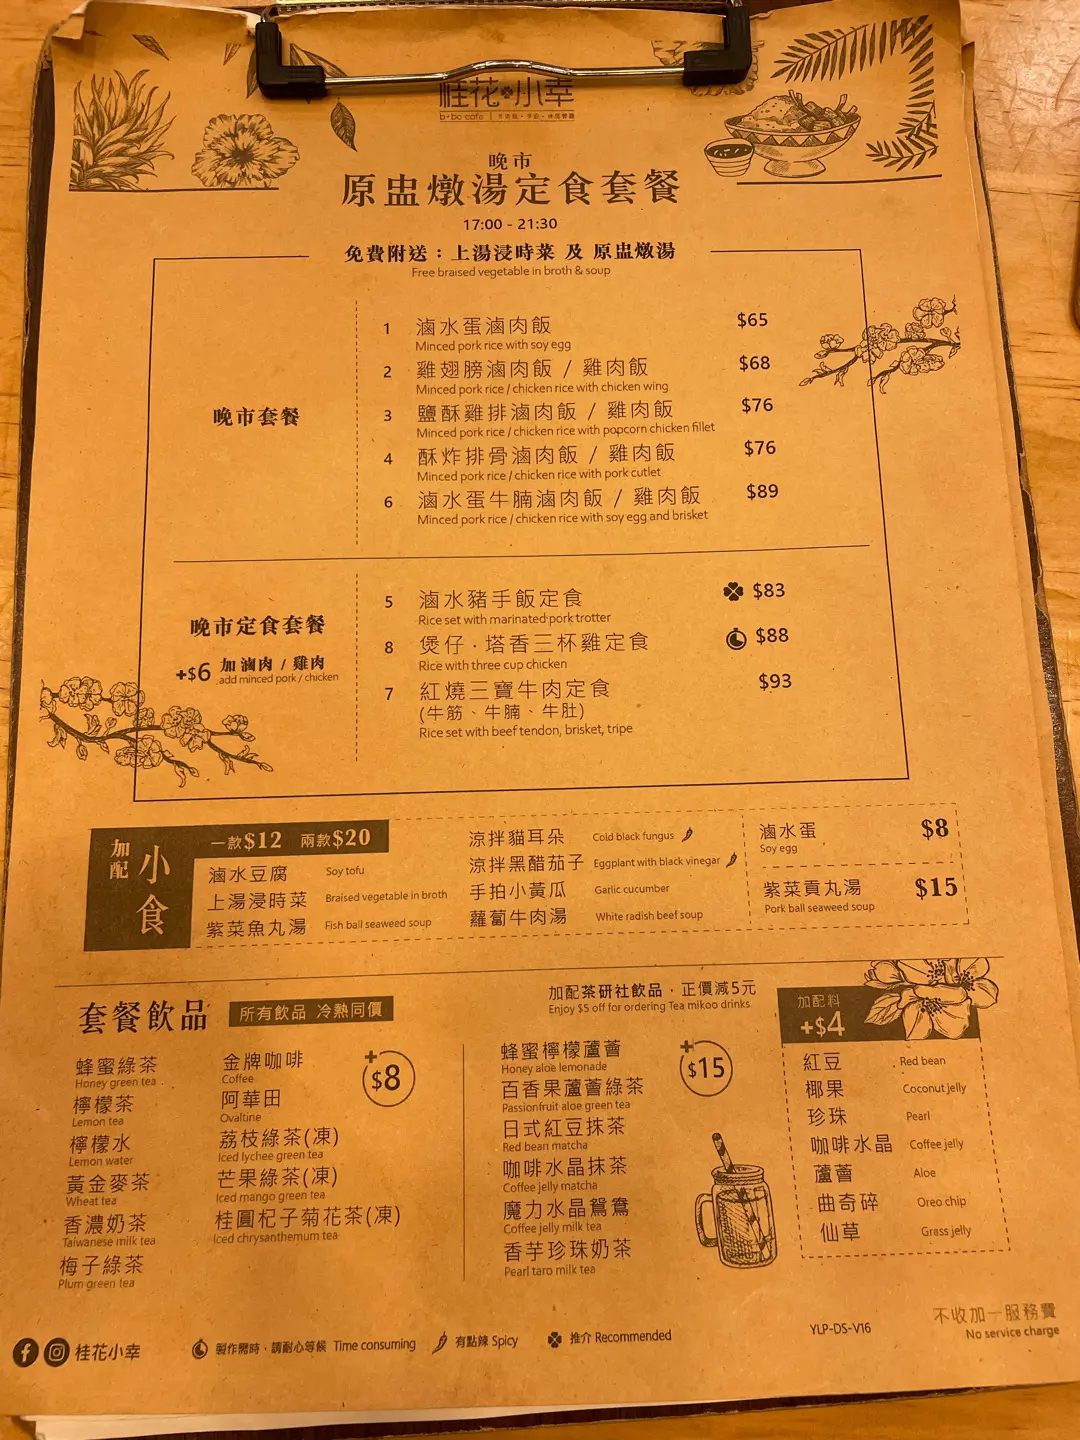 桂花小幸
b+bc cafe
晚市
原盅燉湯定食套餐
17:00 - 21:30
免費附送：上湯浸時菜 及 原盅燉湯
Free braised vegetable in broth & soup
晚市套餐
1 滷水蛋滷肉飯 $65
Minced pork rice with soy egg
2 雞翅膀滷肉飯 / 雞肉飯 $68
Minced pork rice / chicken rice with chicken wing
3 鹽酥雞排滷肉飯 / 雞肉飯 $76
Minced pork rice / chicken rice with popcorn chicken fillet
4 酥炸排骨滷肉飯 / 雞肉飯 $76
Minced pork rice / chicken rice with pork cutlet
6 滷水蛋牛腩滷肉飯 / 雞肉飯 $89
Minced pork rice / chicken rice with soy egg and brisket
晚市定食套餐
+$6 加滷肉 / 雞肉
add minced pork / chicken
5 滷水豬手飯定食 $83
Rice set with marinated pork trotter
8 煲仔．塔香三杯雞定食 $88
Rice with three cup chicken
7 紅燒三寶牛肉定食 $93
(牛筋、牛腩、牛肚)
Rice set with beef tendon, brisket, tripe
加配
小食
一款$12 兩款$20
滷水豆腐 Soy tofu
上湯浸時菜 Braised vegetable in broth
紫菜魚丸湯 Fish ball seaweed soup
涼拌貓耳朵 Cold black fungus
涼拌黑醋茄子 Eggplant with black vinegar
手拍小黃瓜 Garlic cucumber
蘿蔔牛肉湯 White radish beef soup
滷水蛋 $8
Soy egg
紫菜貢丸湯 $15
Pork ball seaweed soup
套餐飲品
所有飲品 冷熱同價
蜂蜜綠茶
Honey green tea
檸檬茶
Lemon tea
檸檬水
Lemon water
黃金麥茶
Wheat tea
香濃奶茶
Taiwanese milk tea
梅子綠茶
Plum green tea
金牌咖啡
Coffee
阿華田
Ovaltine
荔枝綠茶(凍)
Iced lychee green tea
芒果綠茶(凍)
Iced mango green tea
桂圓杞子菊花茶(凍)
Iced chrysanthemum tea
+$8
加配茶研社飲品，正價減5元
Enjoy $5 off for ordering Tea mikoo drinks
蜂蜜檸檬蘆薈
Honey aloe lemonade
百香果蘆薈綠茶
Passionfruit aloe green tea
日式紅豆抹茶
Red bean matcha
咖啡水晶抹茶
Coffee jelly matcha
魔力水晶鴛鴦
Coffee jelly milk tea
香芋珍珠奶茶
Pearl taro milk tea
+$15
加配料
+$4
紅豆 Red bean
椰果 Coconut jelly
珍珠 Pearl
咖啡水晶 Coffee jelly
蘆薈 Aloe
曲奇碎 Oreo chip
仙草 Grass jelly
桂花小幸
製作需時，請耐心等候 Time consuming
有點辣 Spicy
推介 Recommended
YLP-DS-V16
不收加一服務費
No service charge